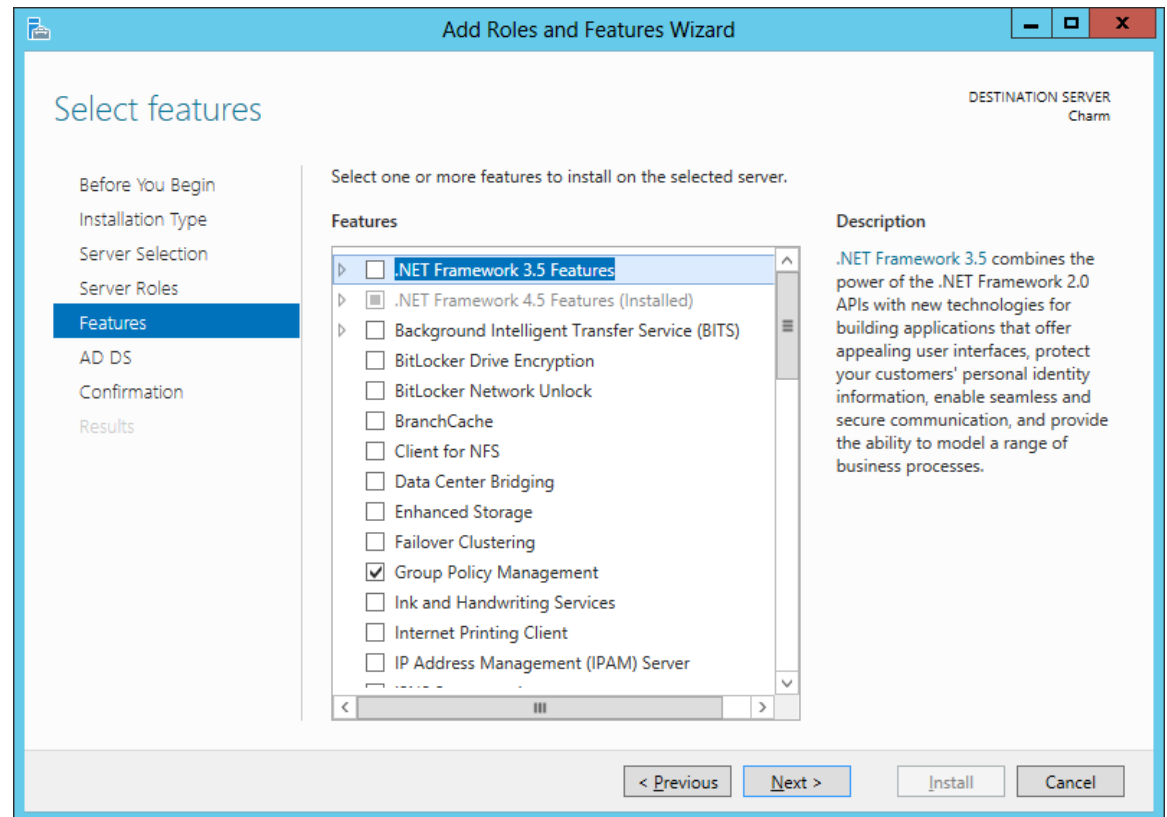 Add Roles and Features Wizard
Select features
DESTINATION SERVER
Charm
Before You Begin
Installation Type
Server Selection
Server Roles
Features
AD DS
Confirmation
Results
Select one or more features to install on the selected server.
Features
.NET Framework 3.5 Features
.NET Framework 4.5 Features (Installed)
Background Intelligent Transfer Service (BITS)
BitLocker Drive Encryption
BitLocker Network Unlock
BranchCache
Client for NFS
Data Center Bridging
Enhanced Storage
Failover Clustering
Group Policy Management
Ink and Handwriting Services
Internet Printing Client
IP Address Management (IPAM) Server
Description
.NET Framework 3.5 combines the
power of the .NET Framework 2.0
APIs with new technologies for
building applications that offer
appealing user interfaces, protect
your customers' personal identity
information, enable seamless and
secure communication, and provide
the ability to model a range of
business processes.
< Previous
Next >
Install
Cancel